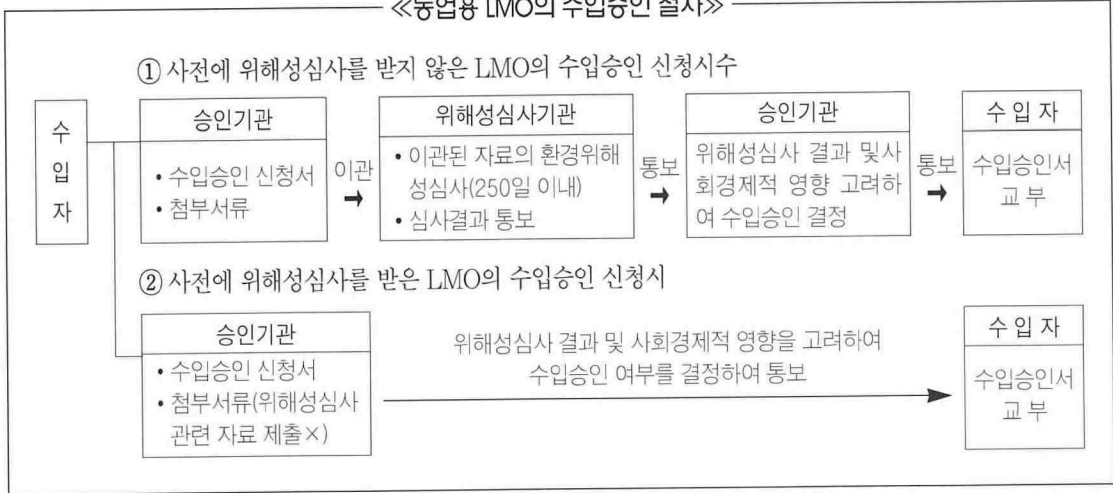 ≪농업용 LMO의 수입승인 절차≫
① 사전에 위해성심사를 받지 않은 LMO의 수입승인 신청시수
수
입
자
승인기관
• 수입승인 신청서
• 첨부서류
이관
➞
위해성심사기관
• 이관된 자료의 환경위해
성심사(250일 이내)
• 심사결과 통보
통보
➞
승인기관
위해성심사 결과 및사
회경제적 영향 고려하
여 수입승인 결정
통보
➞
수 입 자
수입승인서
교 부
② 사전에 위해성심사를 받은 LMO의 수입승인 신청시
승인기관
• 수입승인 신청서
• 첨부서류(위해성심사
관련 자료 제출×)
위해성심사 결과 및 사회경제적 영향을 고려하여
수입승인 여부를 결정하여 통보
수 입 자
수입승인서
교 부